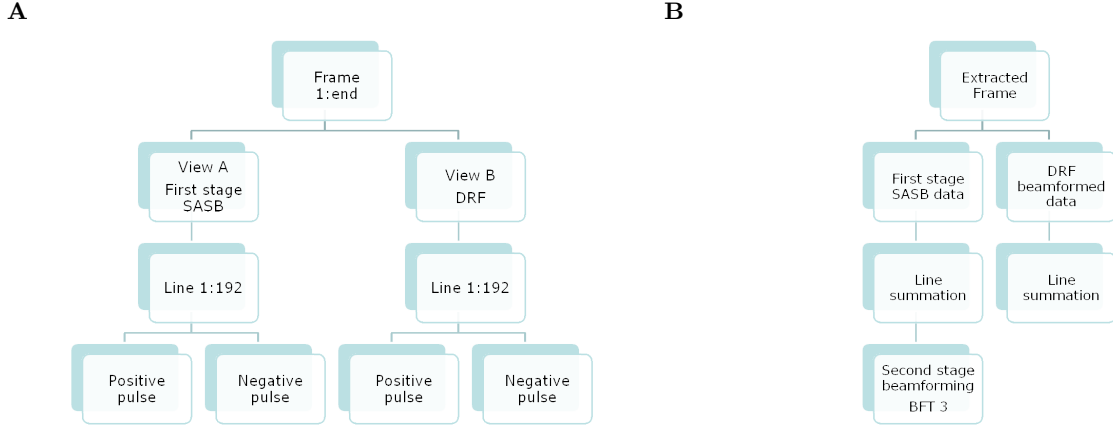 A
Frame
1:end
View A
First stage
SASB
View B
DRF
Line 1:192
Line 1:192
Positive
pulse
Negative
pulse
Positive
pulse
Negative
pulse
B
Extracted
Frame
First stage
SASB data
DRF
beamformed
data
Line
summation
Line
summation
Second stage
beamforming
BFT 3